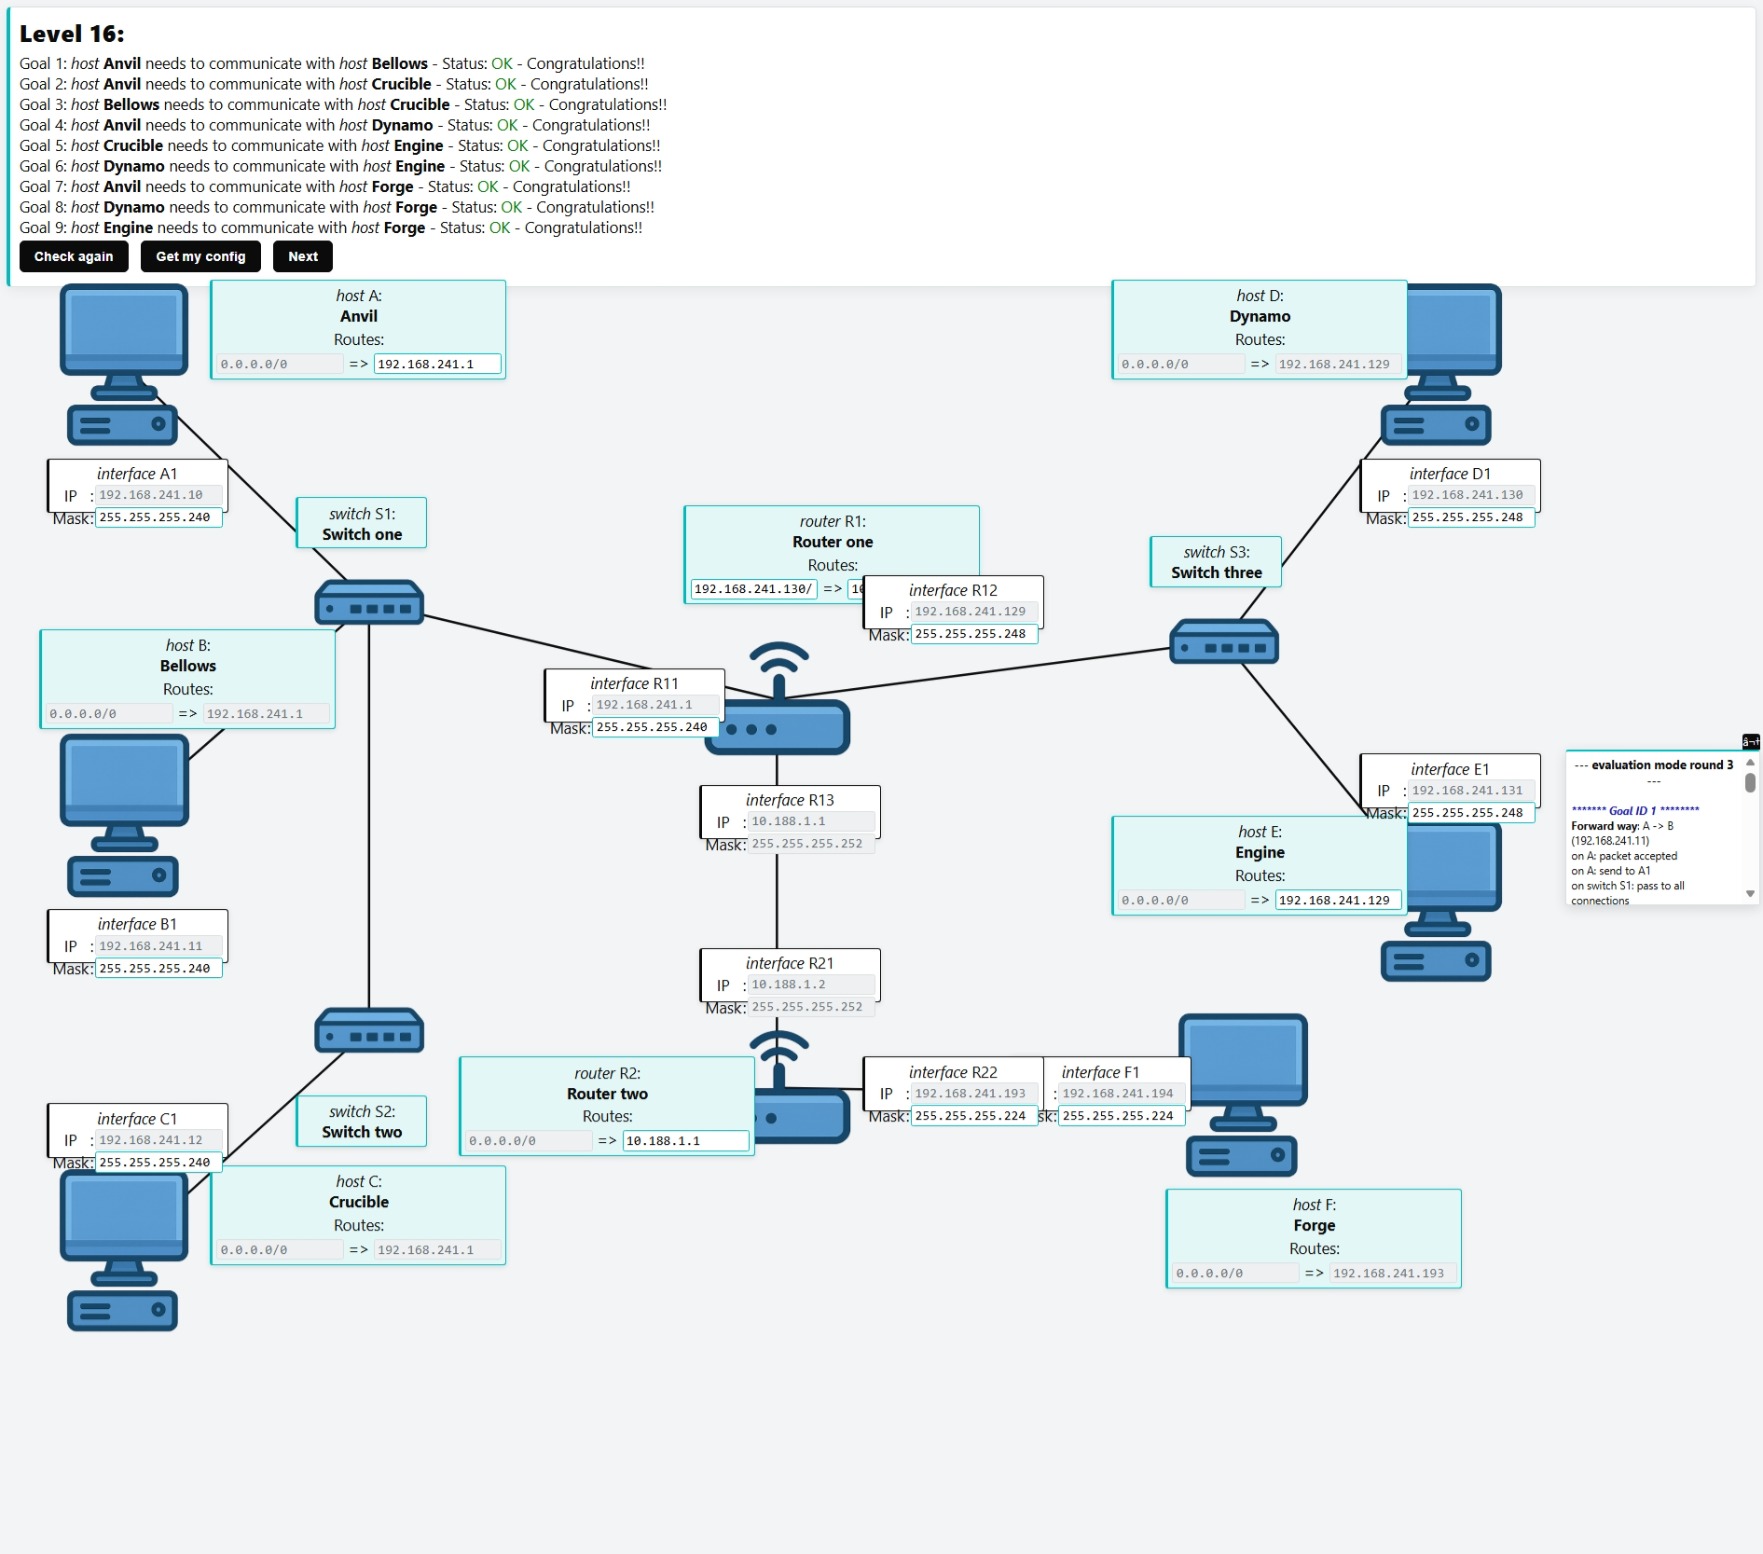 Level 16:
Goal 1: host Anvil needs to communicate with host Bellows - Status: OK - Congratulations!!
Goal 2: host Anvil needs to communicate with host Crucible - Status: OK - Congratulations!!
Goal 3: host Bellows needs to communicate with host Crucible - Status: OK - Congratulations!!
Goal 4: host Anvil needs to communicate with host Dynamo - Status: OK - Congratulations!!
Goal 5: host Crucible needs to communicate with host Engine - Status: OK - Congratulations!!
Goal 6: host Dynamo needs to communicate with host Engine - Status: OK - Congratulations!!
Goal 7: host Anvil needs to communicate with host Forge - Status: OK - Congratulations!!
Goal 8: host Dynamo needs to communicate with host Forge - Status: OK - Congratulations!!
Goal 9: host Engine needs to communicate with host Forge - Status: OK - Congratulations!!
Check again Get my config Next
host A:
Anvil
Routes:
0.0.0.0/0 => 192.168.241.1
host D:
Dynamo
Routes:
0.0.0.0/0 => 192.168.241.129
interface A1
IP : 192.168.241.10
Mask: 255.255.255.240
switch S1:
Switch one
interface D1
IP : 192.168.241.130
Mask: 255.255.255.248
router R1:
Router one
Routes:
192.168.241.130/ => 10
interface R12
IP : 192.168.241.129
Mask: 255.255.255.248
switch S3:
Switch three
host B:
Bellows
Routes:
0.0.0.0/0 => 192.168.241.1
interface R11
IP : 192.168.241.1
Mask: 255.255.255.240
interface R13
IP : 10.188.1.1
Mask: 255.255.255.252
interface E1
IP : 192.168.241.131
Mask: 255.255.255.248
host E:
Engine
Routes:
0.0.0.0/0 => 192.168.241.129
--- evaluation mode round 3
---
******* Goal ID 1 ********
Forward way: A -> B
(192.168.241.11)
on A: packet accepted
on A: send to A1
on switch S1: pass to all
connections
interface B1
IP : 192.168.241.11
Mask: 255.255.255.240
interface R21
IP : 10.188.1.2
Mask: 255.255.255.252
router R2:
Router two
Routes:
0.0.0.0/0 => 10.188.1.1
interface R22
IP : 192.168.241.193
Mask: 255.255.255.224
interface F1
: 192.168.241.194
sk: 255.255.255.224
interface C1
IP : 192.168.241.12
Mask: 255.255.255.240
switch S2:
Switch two
host C:
Crucible
Routes:
0.0.0.0/0 => 192.168.241.1
host F:
Forge
Routes:
0.0.0.0/0 => 192.168.241.193